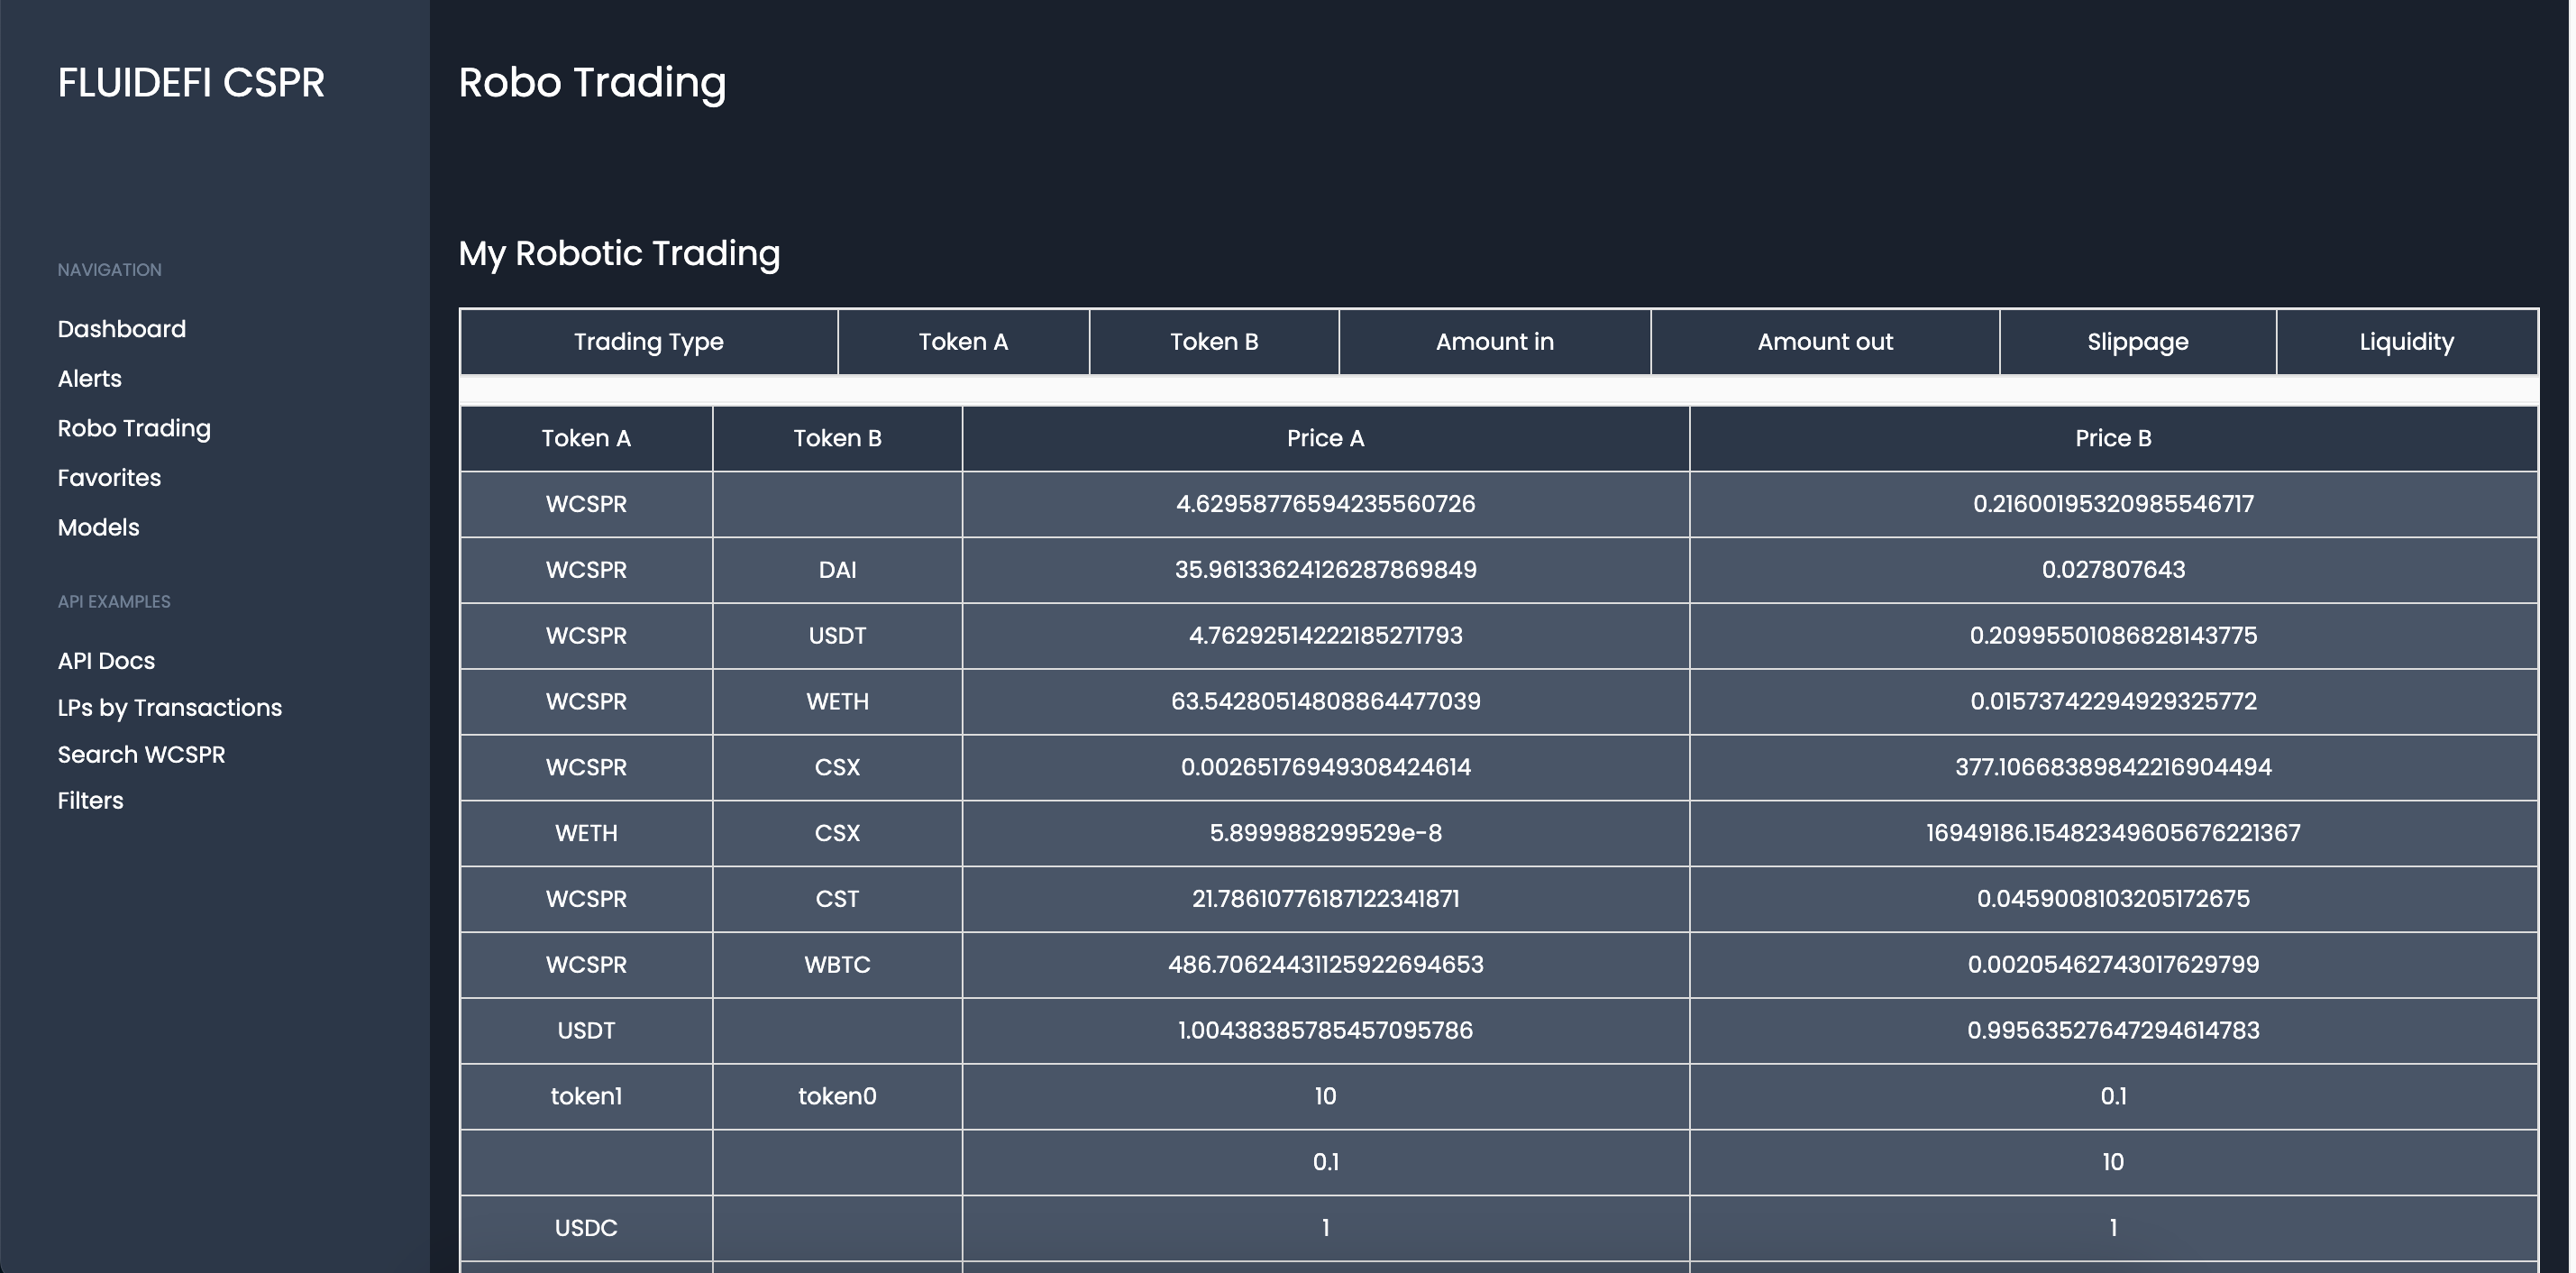 FLUIDEFI CSPR
NAVIGATION
Dashboard
Alerts
Robo Trading
Favorites
Models
API EXAMPLES
API Docs
LPs by Transactions
Search WCSPR
Filters
Robo Trading
My Robotic Trading
Trading Type Token A Token B Amount in Amount out Slippage Liquidity
Token A Token B Price A Price B
WCSPR 4.62958776594235560726 0.21600195320985546717
WCSPR DAI 35.96133624126287869849 0.027807643
WCSPR USDT 4.76292514222185271793 0.20995501086828143775
WCSPR WETH 63.54280514808864477039 0.01573742294929325772
WCSPR CSX 0.00265176949308424614 377.10668389842216904494
WETH CSX 5.899988299529e-8 16949186.15482349605676221367
WCSPR CST 21.78610776187122341871 0.0459008103205172675
WCSPR WBTC 486.70624431125922694653 0.00205462743017629799
USDT 1.00438385785457095786 0.99563527647294614783
token1 token0 10 0.1
0.1 10
USDC 1 1